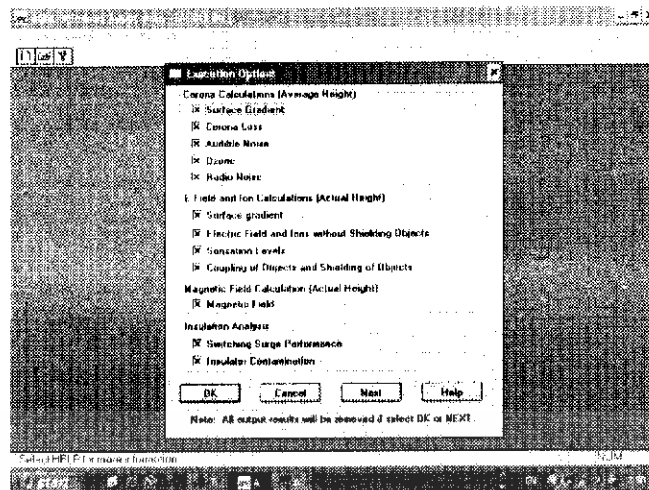 Execution Options
Corona Calculations (Average Height)
Surface Gradient
Corona Loss
Audible Noise
Ozone
Radio Noise
E Field and Ion Calculations (Actual Height)
Surface gradient
Electric Field and Ions without Shielding Objects
Sensation Levels
Coupling of Objects and Shielding of Objects
Magnetic Field Calculation (Actual Height)
Magnetic Field
Insulation Analysis
Switching Surge Performance
Insulator Contamination
OK Cancel Next Help
Note: All output results will be removed if select OK or NEXT.
Select HELP for more information NUM